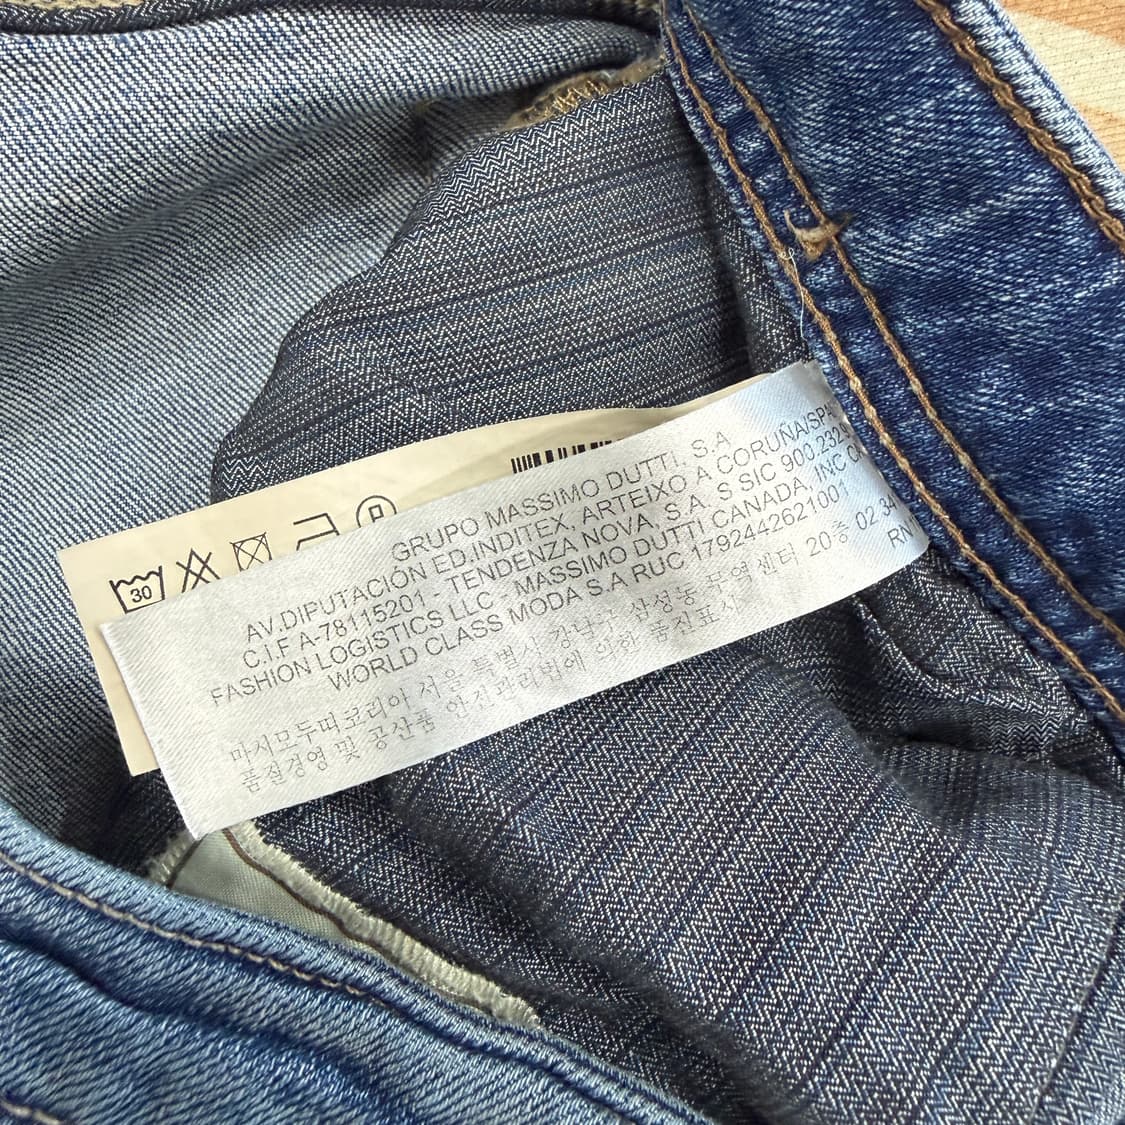 30
GRUPO MASSIMO DUTTI, S.A
AV.DIPUTACIÓN ED.INDITEX, ARTEIXO A CORUÑA/SPA
C.I.F A-78115201 - TENDENZA NOVA, S.A. S SIC 900.232.9
FASHION LOGISTICS LLC - MASSIMO DUTTI CANADA, INC
WORLD CLASS MODA S.A RUC 1792442621001
마시모두띠코리아 서울 특별시 강남구 삼성동 무역센터 20층 02 34
품질경영 및 공산품 안전관리법에 의한 품질표시